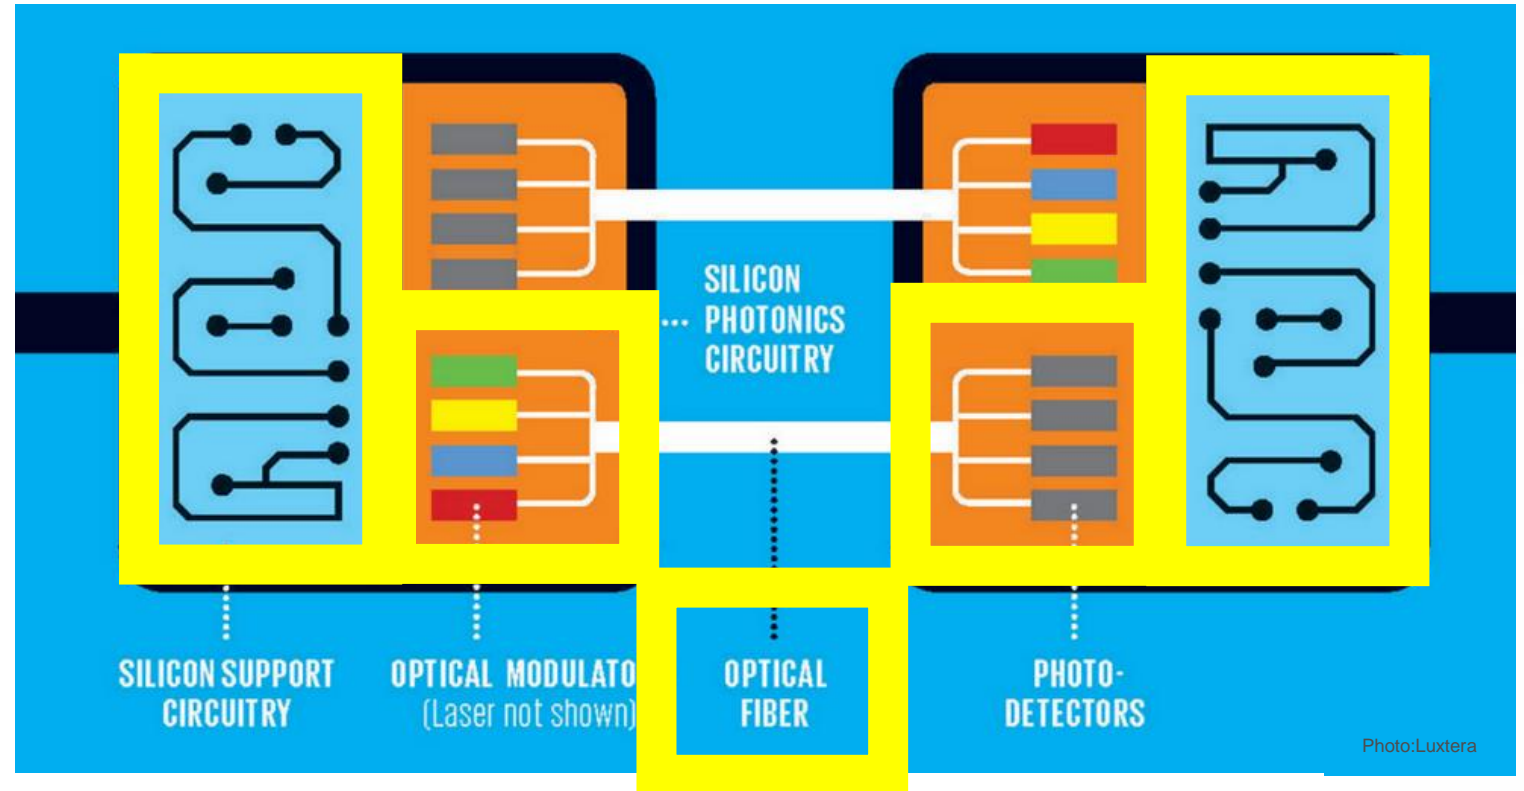 SILICON
PHOTONICS
CIRCUITRY
SILICON SUPPORT
CIRCUITRY
OPTICAL MODULATO
(Laser not shown)
OPTICAL
FIBER
PHOTO-
DETECTORS
Photo:Luxtera